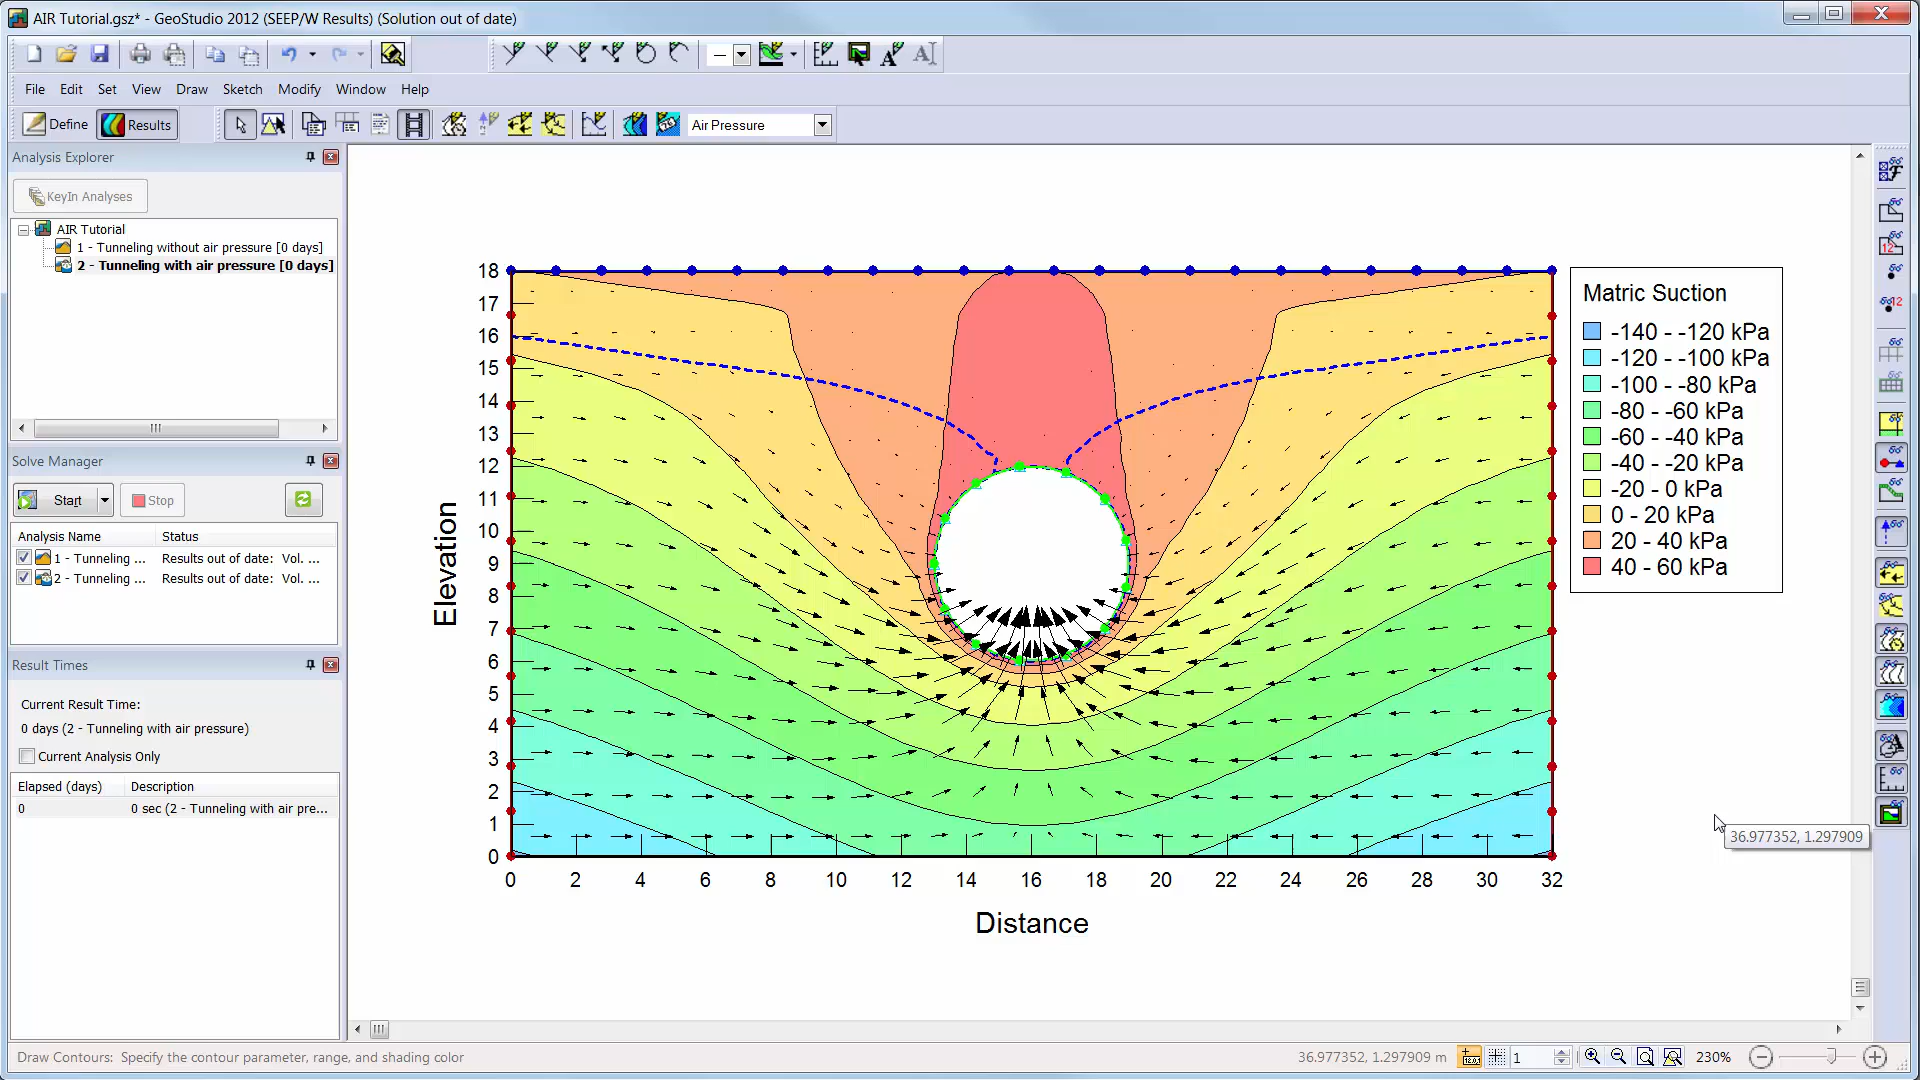 AIR Tutorial.gsz* - GeoStudio 2012 (SEEP/W Results) (Solution out of date)
File Edit Set View Draw Sketch Modify Window Help
Define Results Air Pressure
Analysis Explorer
KeyIn Analyses
AIR Tutorial
1 - Tunneling without air pressure [0 days]
2 - Tunneling with air pressure [0 days]
Solve Manager
Start Stop
Analysis Name Status
1 - Tunneling ... Results out of date: Vol. ...
2 - Tunneling ... Results out of date: Vol. ...
Result Times
Current Result Time:
0 days (2 - Tunneling with air pressure)
Current Analysis Only
Elapsed (days) Description
0 0 sec (2 - Tunneling with air pre...
Elevation
18
17
16
15
14
13
12
11
10
9
8
7
6
5
4
3
2
1
0
0 2 4 6 8 10 12 14 16 18 20 22 24 26 28 30 32
Distance
Matric Suction
-140 - -120 kPa
-120 - -100 kPa
-100 - -80 kPa
-80 - -60 kPa
-60 - -40 kPa
-40 - -20 kPa
-20 - 0 kPa
0 - 20 kPa
20 - 40 kPa
40 - 60 kPa
36.977352, 1.297909
Draw Contours: Specify the contour parameter, range, and shading color
36.977352, 1.297909 m 1 230%